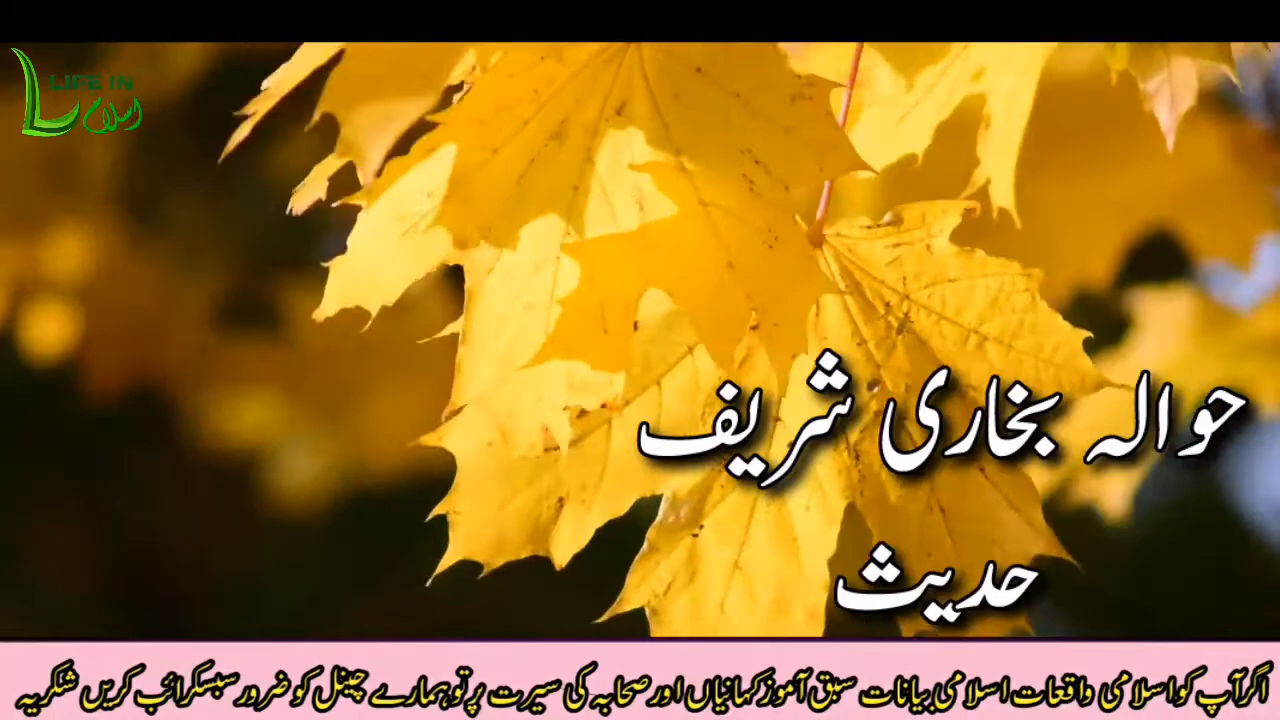 LIFE IN
اسلام
حوالہ بخاری شریف
حدیث
اگر آپ کو اسلامی واقعات اسلامی بیانات سبق آموز کہانیاں اور صحابہ کی سیرت پر تو ہمارے چینل کو ضرور سبسکرائب کریں شکریہ